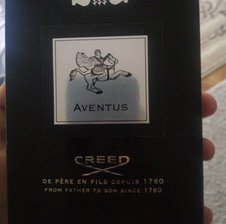 AVENTUS
CREED
DE PÈRE EN FILS DEPUIS 1760
FROM FATHER TO SON SINCE 1760